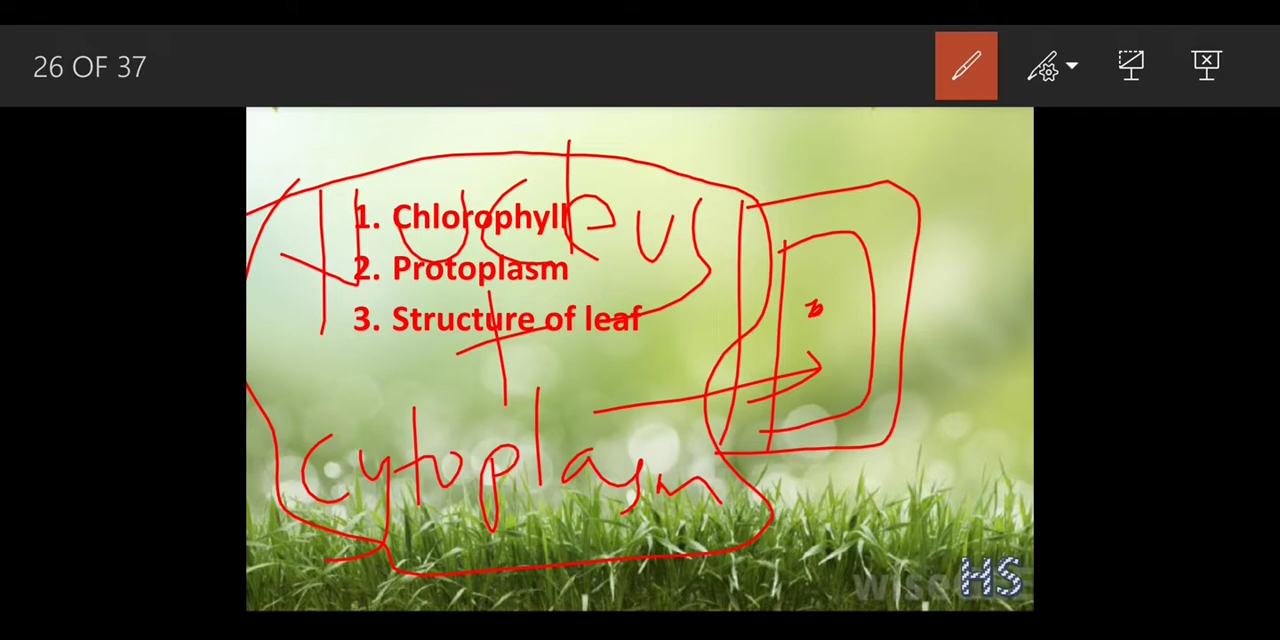 26 OF 37
Nucleus
1. Chlorophyll
2. Protoplasm
3. Structure of leaf
+
Cytoplasm
HS